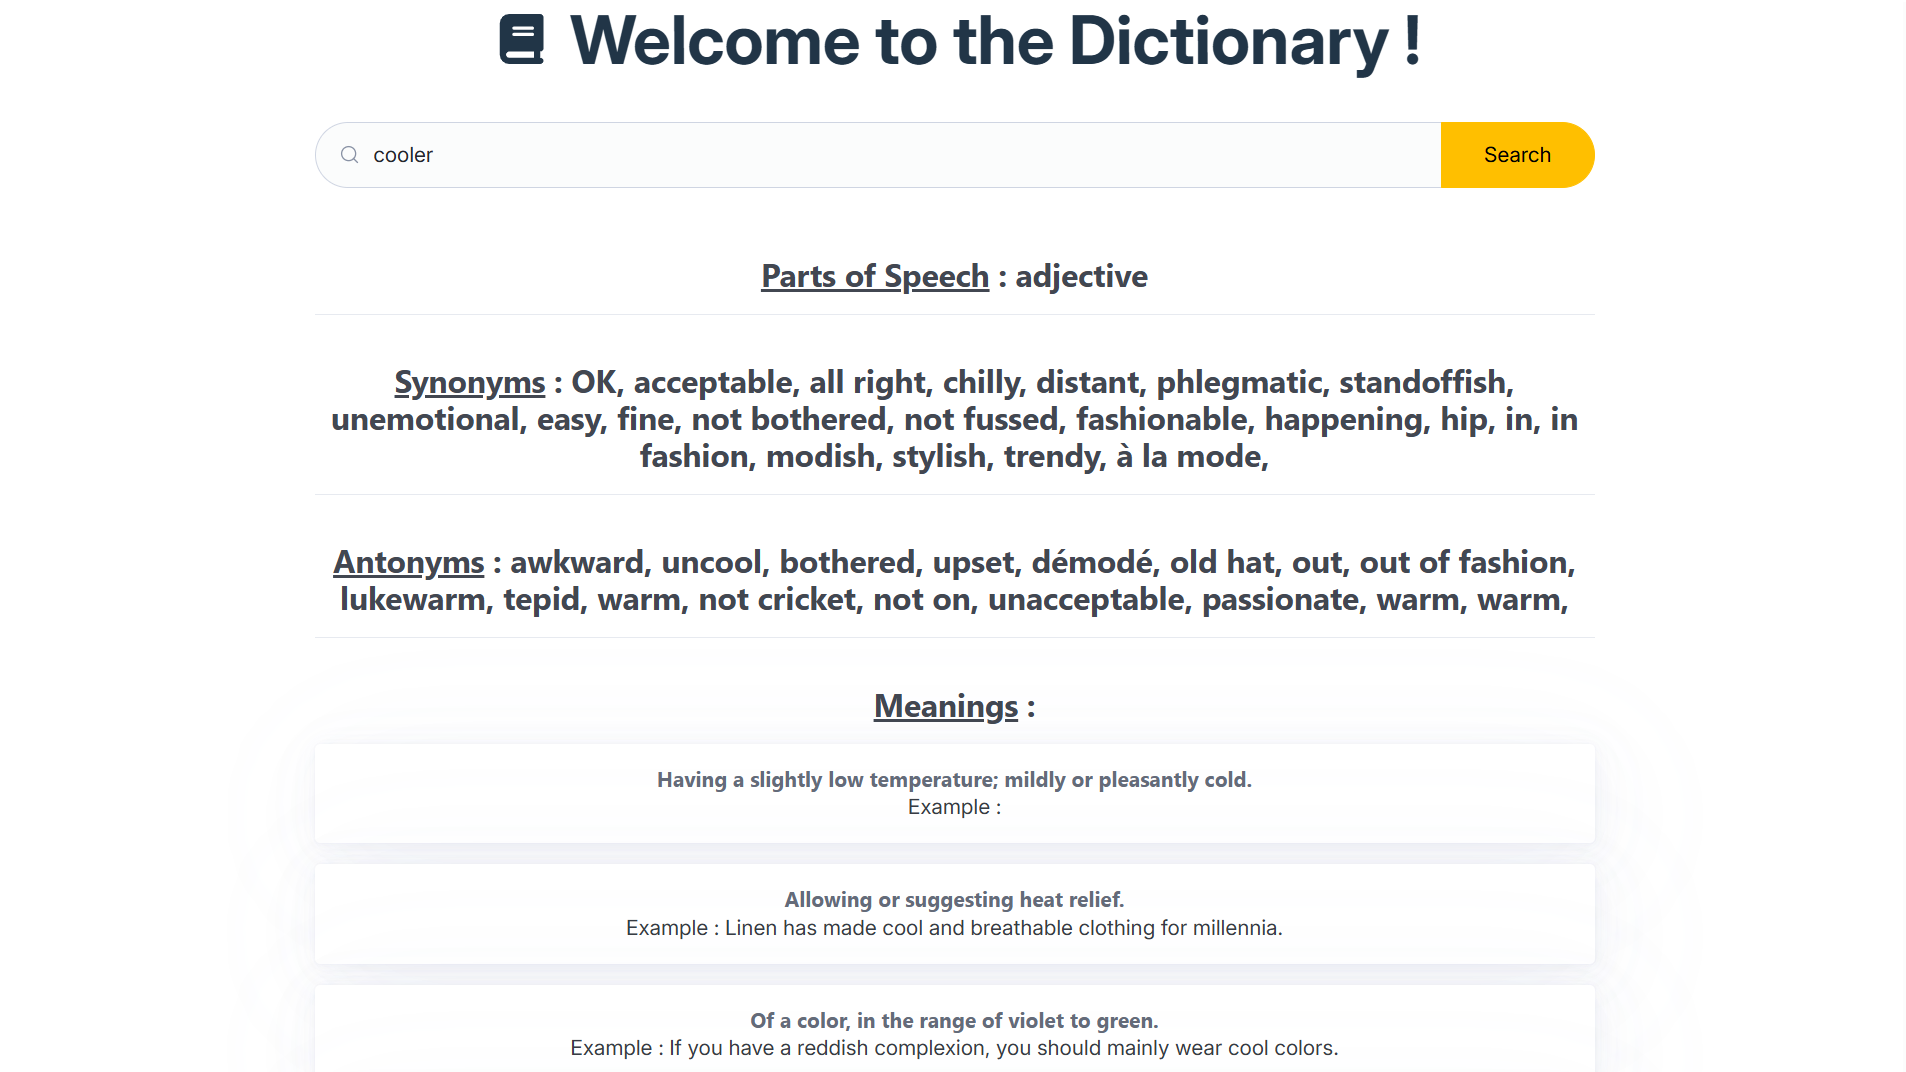 Welcome to the Dictionary !
cooler
Search
Parts of Speech : adjective
Synonyms : OK, acceptable, all right, chilly, distant, phlegmatic, standoffish,
unemotional, easy, fine, not bothered, not fussed, fashionable, happening, hip, in, in
fashion, modish, stylish, trendy, à la mode,
Antonyms : awkward, uncool, bothered, upset, démodé, old hat, out, out of fashion,
lukewarm, tepid, warm, not cricket, not on, unacceptable, passionate, warm, warm,
Meanings :
Having a slightly low temperature; mildly or pleasantly cold.
Example :
Allowing or suggesting heat relief.
Example : Linen has made cool and breathable clothing for millennia.
Of a color, in the range of violet to green.
Example : If you have a reddish complexion, you should mainly wear cool colors.